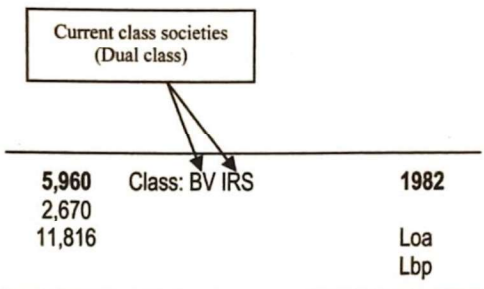 Current class societies
(Dual class)
5,960 Class: BV IRS 1982
2,670
11,816 Loa
Lbp